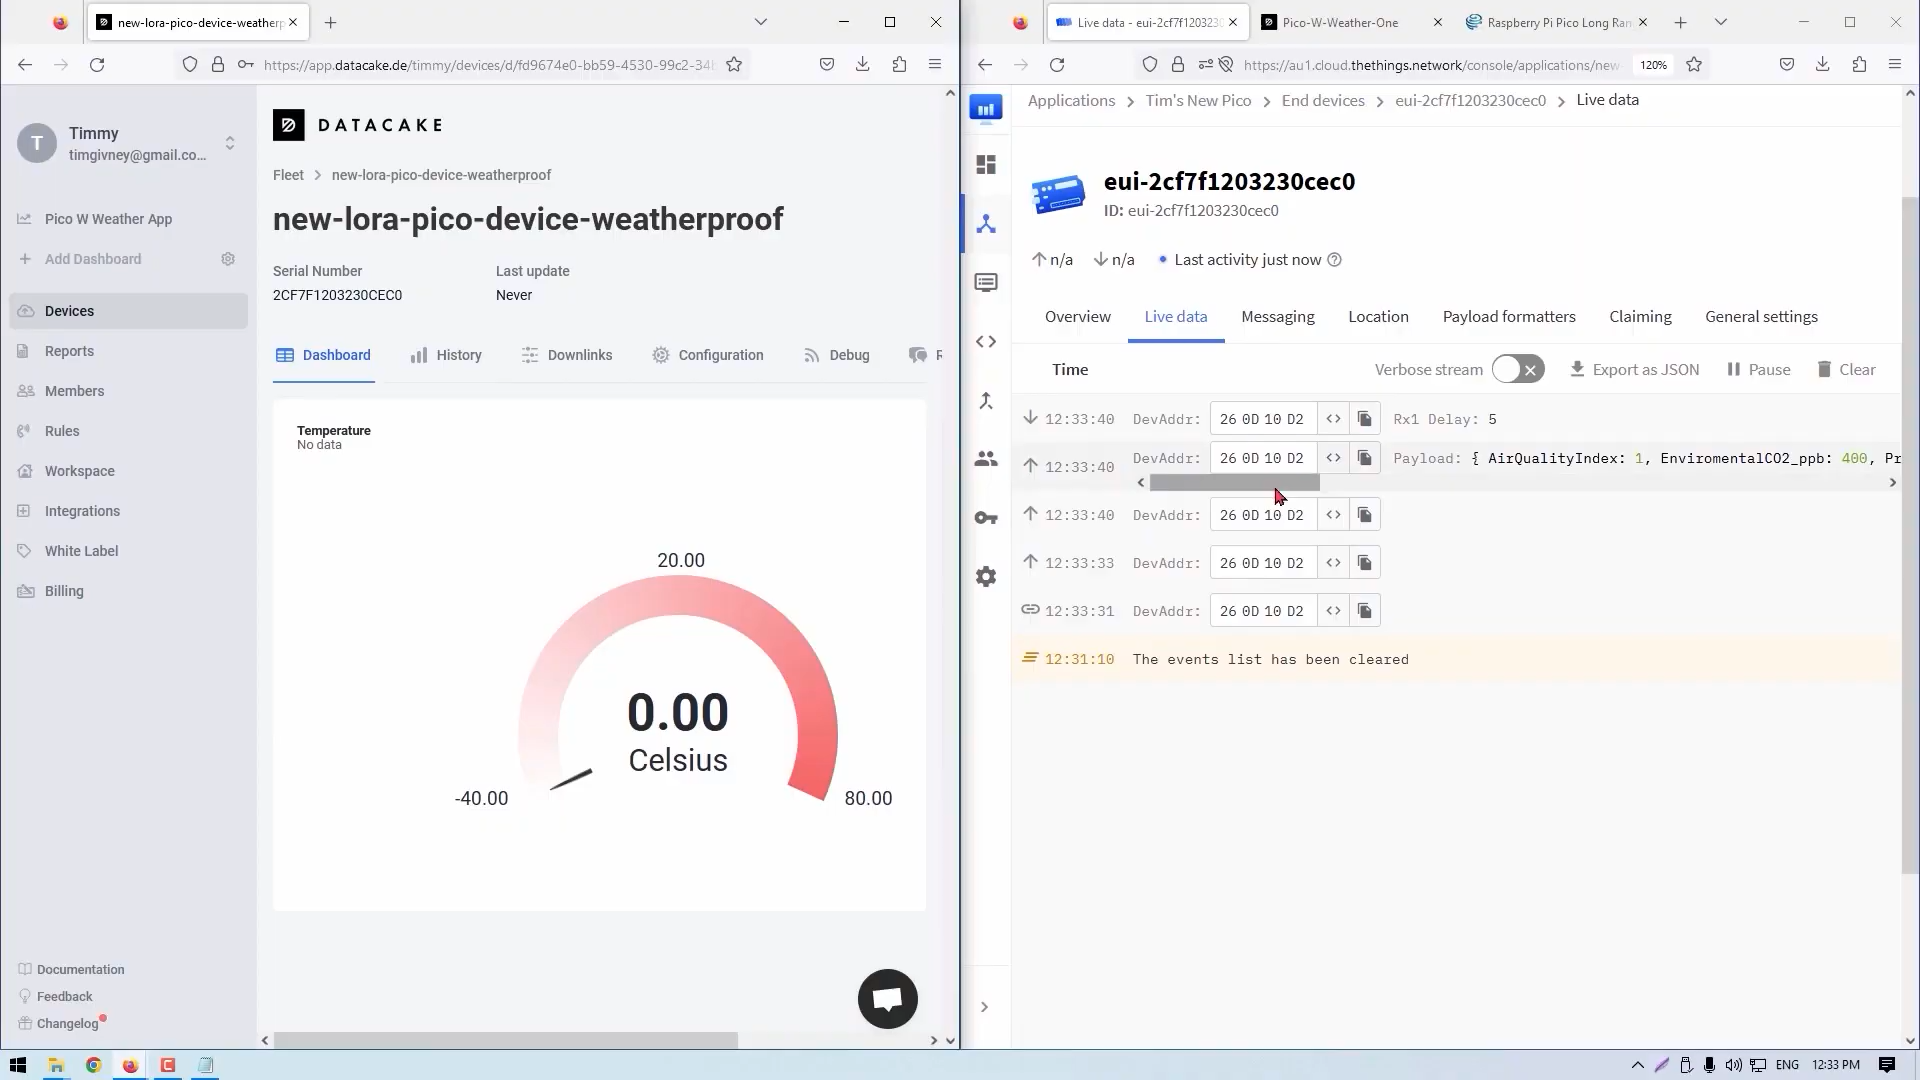 new-lora-pico-device-weatherp
https://app.datacake.de/timmy/devices/d/fd9674e0-bb59-4530-99c2-34b
T
Timmy
timgivney@gmail.co...
Pico W Weather App
Add Dashboard
Devices
Reports
Members
Rules
Workspace
Integrations
White Label
Billing
Documentation
Feedback
Changelog
DATACAKE
Fleet > new-lora-pico-device-weatherproof
new-lora-pico-device-weatherproof
Serial Number Last update
2CF7F1203230CEC0 Never
Dashboard History Downlinks Configuration Debug R
Temperature
No data
20.00
0.00
Celsius
-40.00 80.00
Live data - eui-2cf7f1203230 Pico-W-Weather-One Raspberry Pi Pico Long Ran
https://au1.cloud.thethings.network/console/applications/new 120%
Applications > Tim's New Pico > End devices > eui-2cf7f1203230cec0 > Live data
eui-2cf7f1203230cec0
ID: eui-2cf7f1203230cec0
n/a n/a Last activity just now
Overview Live data Messaging Location Payload formatters Claiming General settings
Time Verbose stream Export as JSON Pause Clear
12:33:40 DevAddr: 26 0D 10 D2 <> Rx1 Delay: 5
12:33:40 DevAddr: 26 0D 10 D2 <> Payload: { AirQualityIndex: 1, EnviromentalCO2_ppb: 400, Pr
12:33:40 DevAddr: 26 0D 10 D2 <>
12:33:33 DevAddr: 26 0D 10 D2 <>
12:33:31 DevAddr: 26 0D 10 D2 <>
12:31:10 The events list has been cleared
ENG 12:33 PM